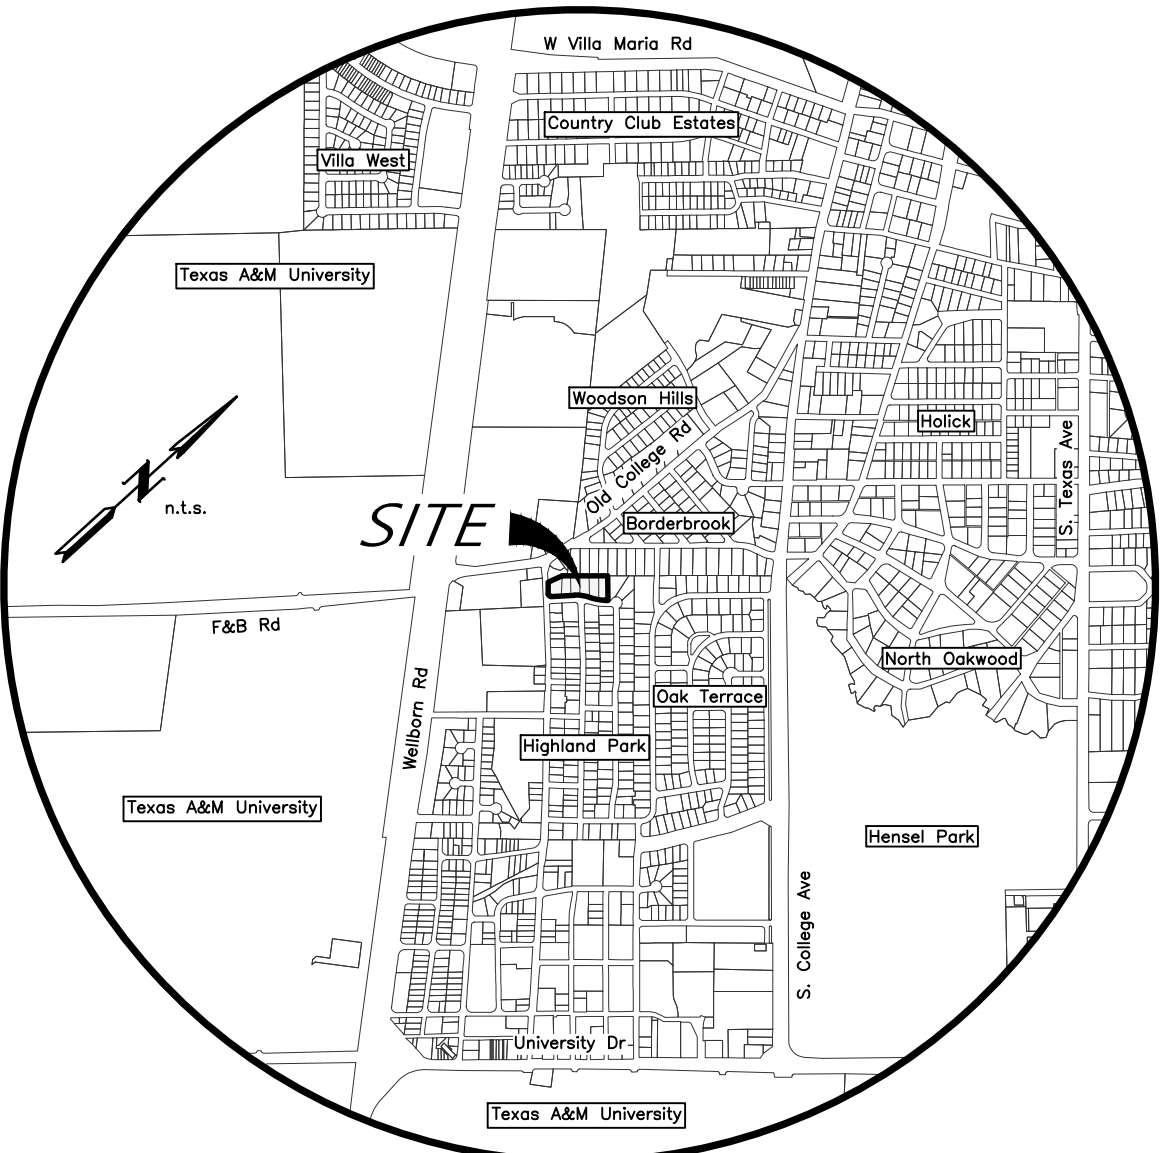 W Villa Maria Rd
Country Club Estates
Villa West
Texas A&M University
Woodson Hills
Holick
Old College Rd
S. Texas Ave
N
n.t.s.
SITE
Borderbrook
F&B Rd
North Oakwood
Wellborn Rd
Oak Terrace
Highland Park
Texas A&M University
Hensel Park
S. College Ave
University Dr
Texas A&M University